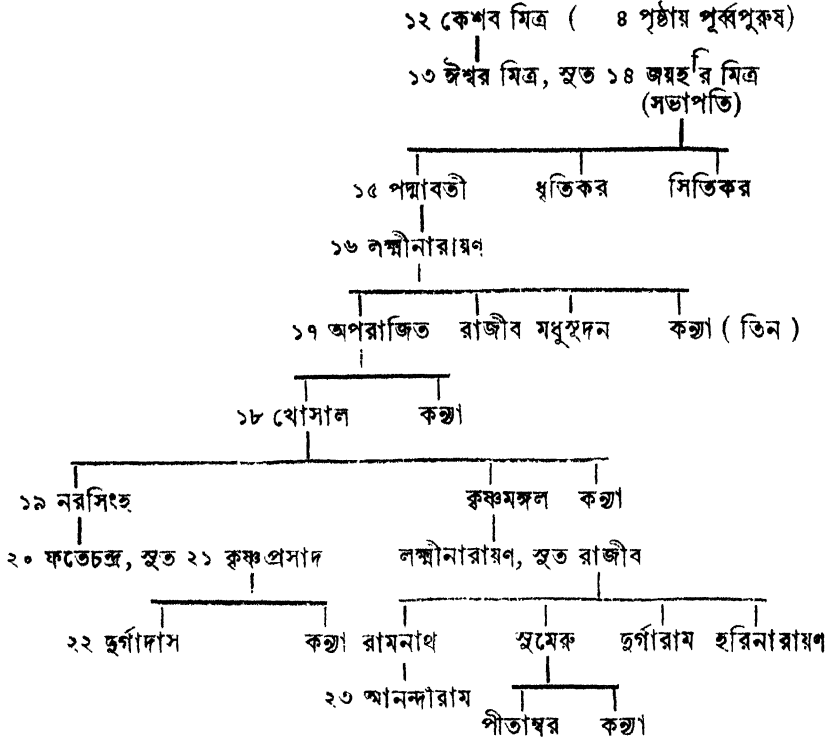 ১২ কেশব মিত্র ( ৪ পৃষ্ঠায় পূর্ব্বপুরুষ)
১৩ ঈশ্বর মিত্র, সুত ১৪ জয়হরি মিত্র
(সভাপতি)
১৫ পদ্মাবতী ধৃতিকর সিতিকর
১৬ লক্ষ্মীনারায়ণ
১৭ অপরাজিত রাজীব মধুসূদন কন্যা ( তিন )
১৮ খোসাল কন্যা
১৯ নরসিংহ কৃষ্ণমঙ্গল কন্যা
২০ ফতেচন্দ্র, সুত ২১ কৃষ্ণপ্রসাদ লক্ষ্মীনারায়ণ, সুত রাজীব
২২ দুর্গাদাস কন্যা রামনাথ সুমেরু দুর্গারাম হরিনারায়ণ
২৩ আনন্দারাম
পীতাম্বর কন্যা